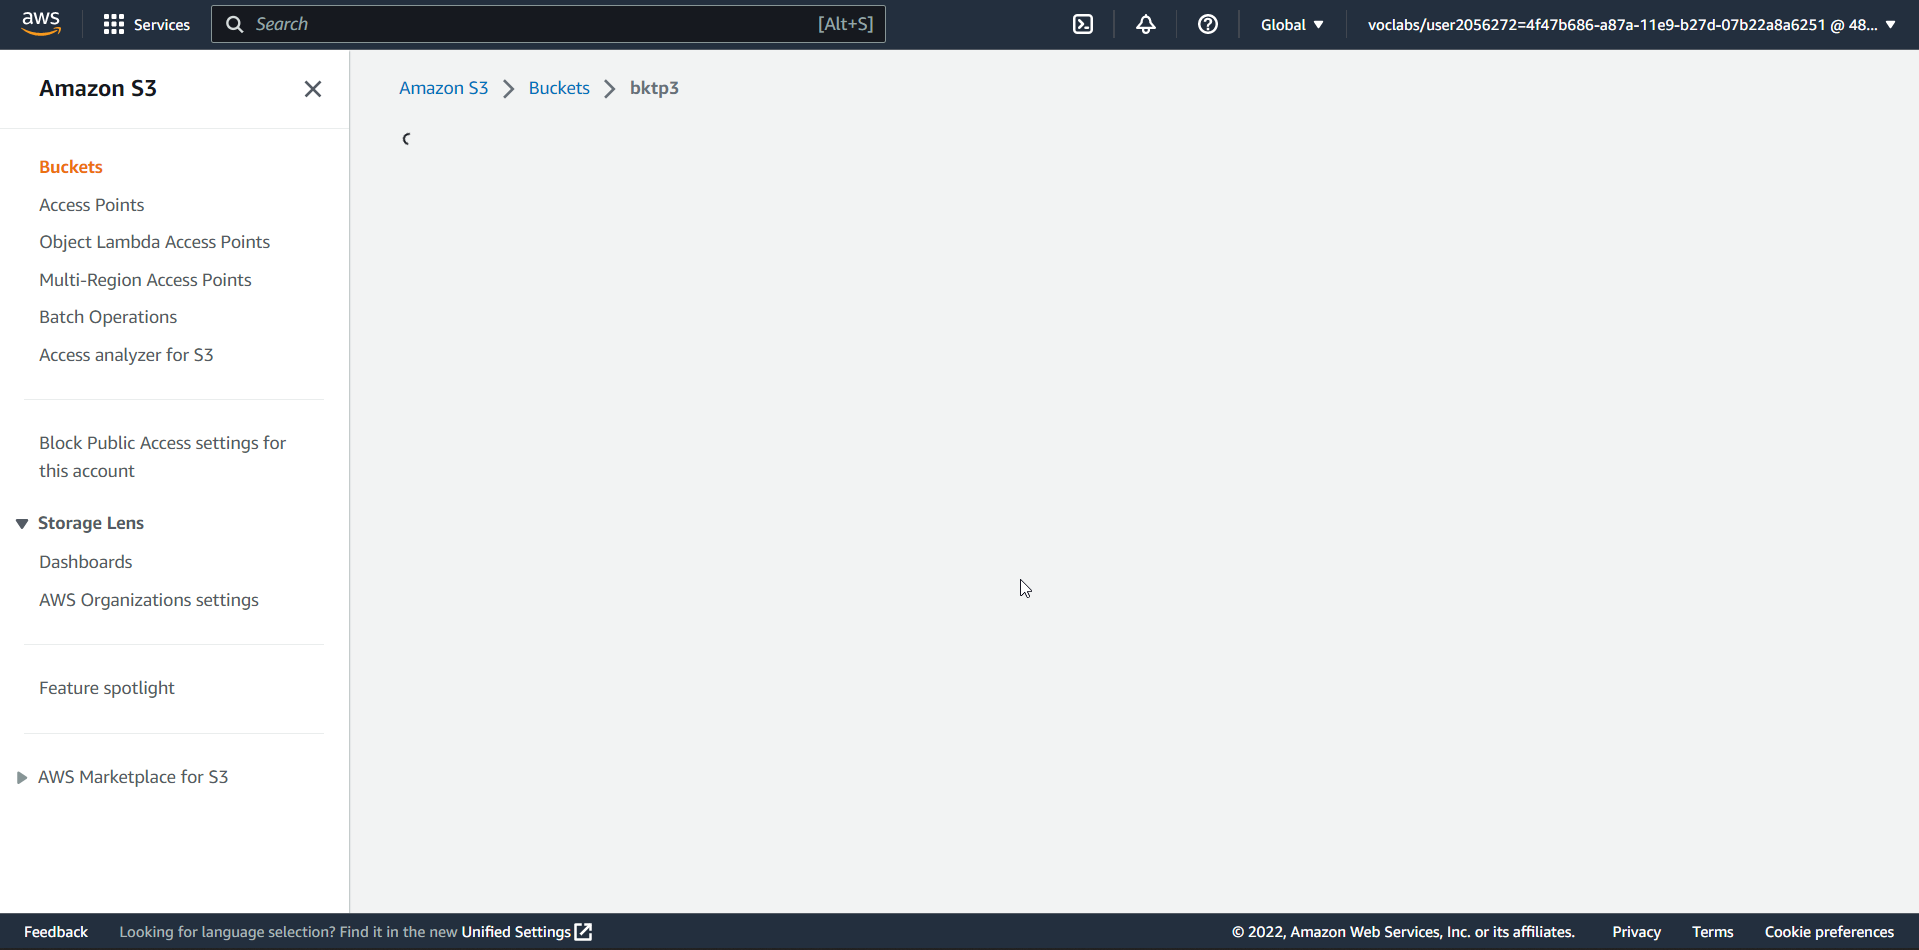 aws
Services
Search
[Alt+S]
Global
voclabs/user2056272=4f47b686-a87a-11e9-b27d-07b22a8a6251 @ 48...
Amazon S3
Buckets
Access Points
Object Lambda Access Points
Multi-Region Access Points
Batch Operations
Access analyzer for S3
Block Public Access settings for
this account
Storage Lens
Dashboards
AWS Organizations settings
Feature spotlight
AWS Marketplace for S3
Amazon S3 > Buckets > bktp3
Feedback
Looking for language selection? Find it in the new Unified Settings
© 2022, Amazon Web Services, Inc. or its affiliates.
Privacy
Terms
Cookie preferences